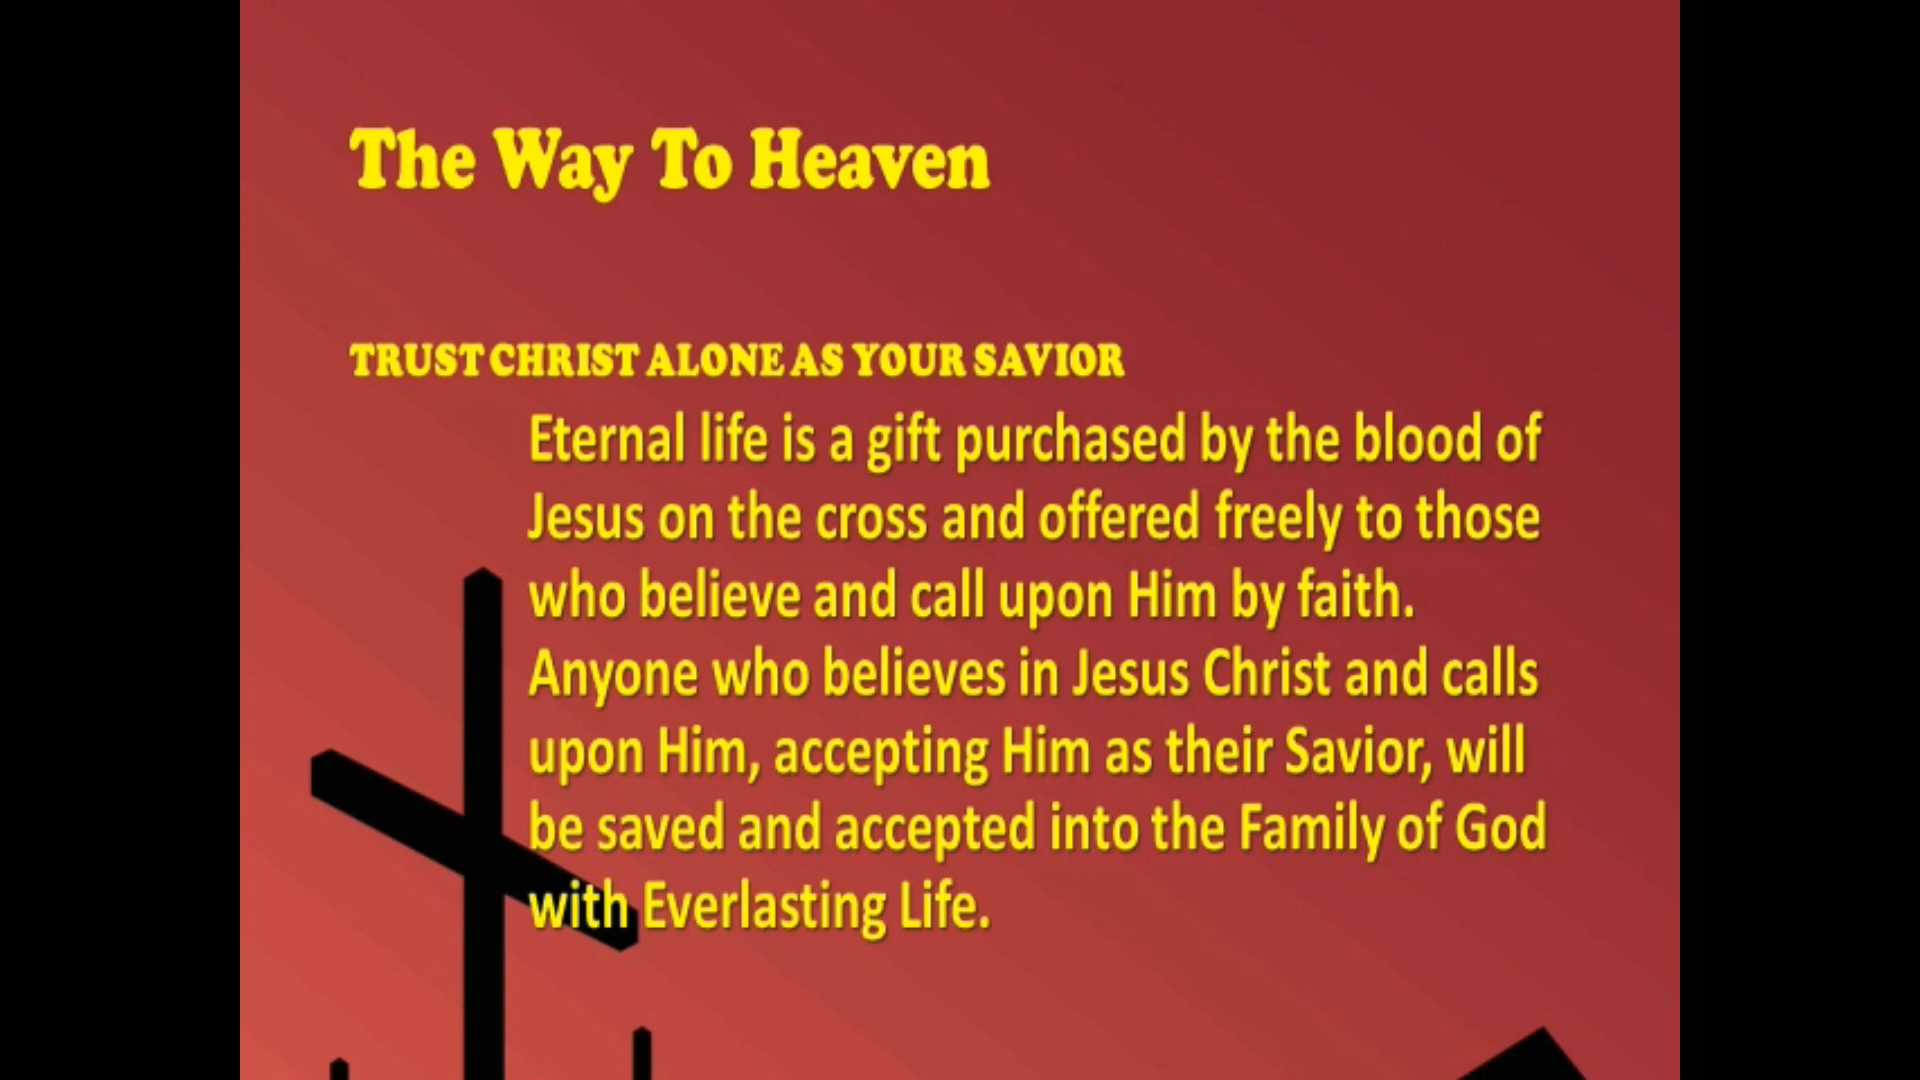 The Way To Heaven
TRUST CHRIST ALONE AS YOUR SAVIOR
Eternal life is a gift purchased by the blood of
Jesus on the cross and offered freely to those
who believe and call upon Him by faith.
Anyone who believes in Jesus Christ and calls
upon Him, accepting Him as their Savior, will
be saved and accepted into the Family of God
with Everlasting Life.